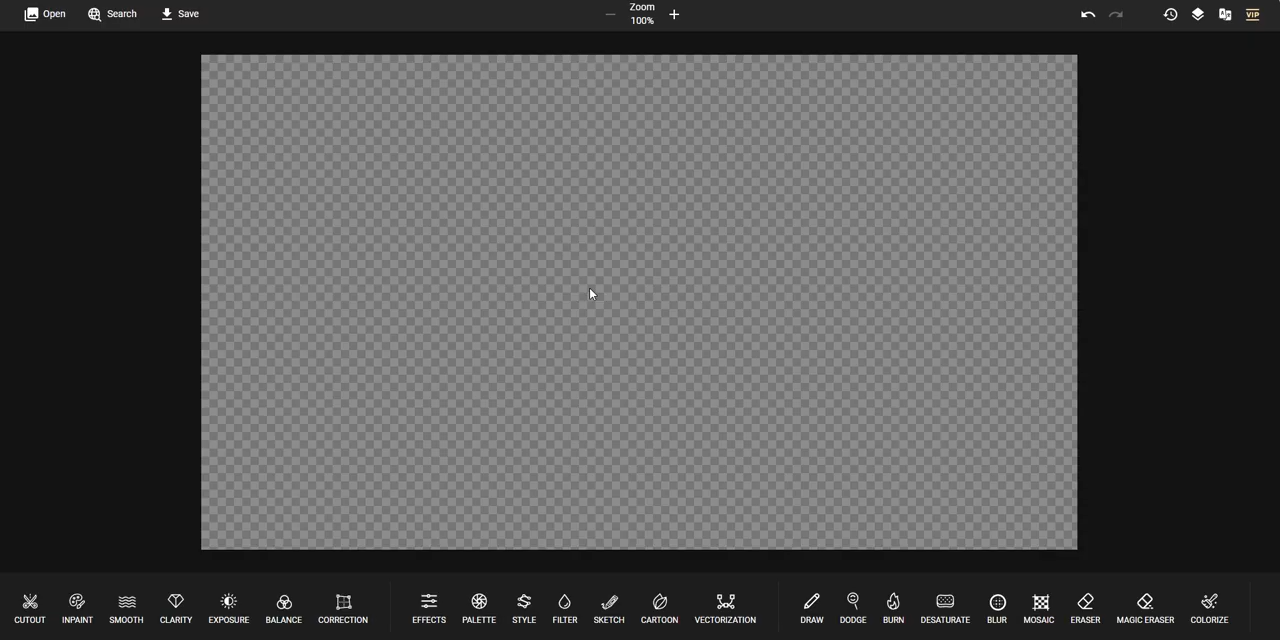 Open Search Save Zoom VIP
100%
CUTOUT INPAINT SMOOTH CLARITY EXPOSURE BALANCE CORRECTION EFFECTS PALETTE STYLE FILTER SKETCH CARTOON VECTORIZATION DRAW DODGE BURN DESATURATE BLUR MOSAIC ERASER MAGIC ERASER COLORIZE